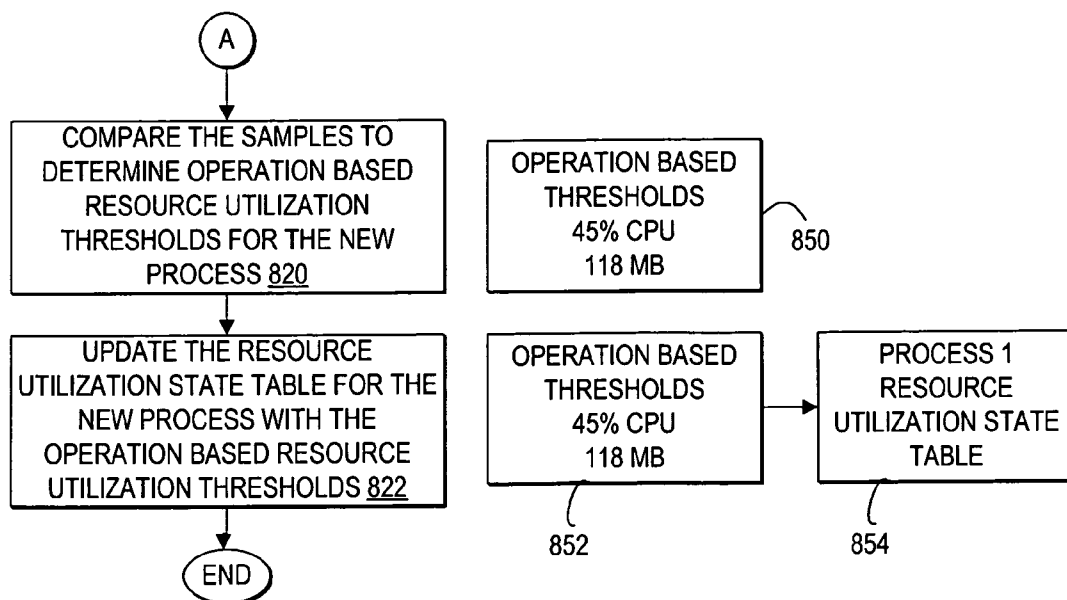 A
COMPARE THE SAMPLES TO
DETERMINE OPERATION BASED
RESOURCE UTILIZATION
THRESHOLDS FOR THE NEW
PROCESS 820
OPERATION BASED
THRESHOLDS
45% CPU
118 MB
850
UPDATE THE RESOURCE
UTILIZATION STATE TABLE FOR THE
NEW PROCESS WITH THE
OPERATION BASED RESOURCE
UTILIZATION THRESHOLDS 822
OPERATION BASED
THRESHOLDS
45% CPU
118 MB
852
PROCESS 1
RESOURCE
UTILIZATION STATE
TABLE
854
END